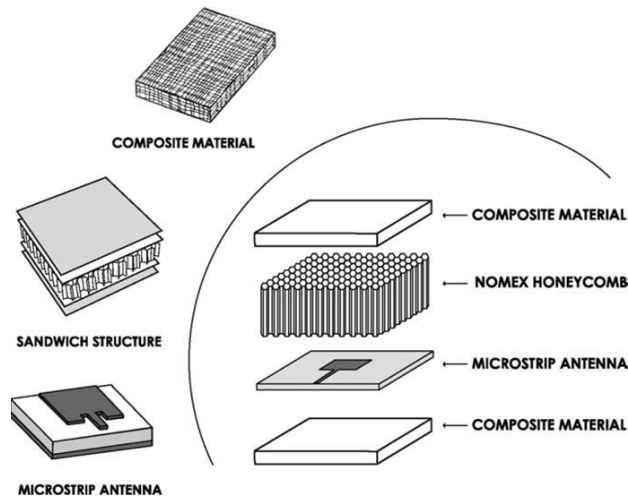 COMPOSITE MATERIAL
SANDWICH STRUCTURE
MICROSTRIP ANTENNA
COMPOSITE MATERIAL
NOMEX HONEYCOMB
MICROSTRIP ANTENNA
COMPOSITE MATERIAL